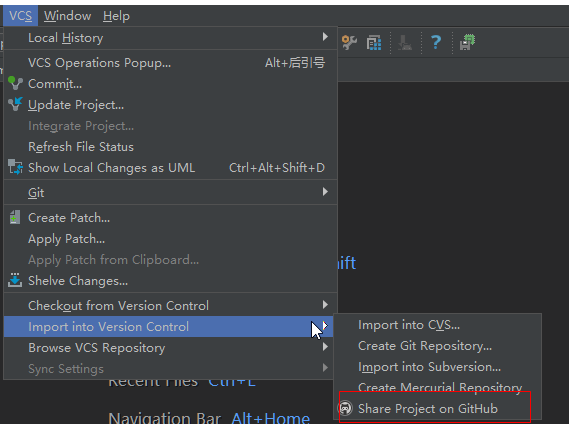 VCS Window Help
Local History
VCS Operations Popup... Alt+后引号
Commit...
Update Project...
Integrate Project...
Refresh File Status
Show Local Changes as UML Ctrl+Alt+Shift+D
Git
Create Patch...
Apply Patch...
Apply Patch from Clipboard...
Shelve Changes...
Checkout from Version Control
Import into Version Control
Browse VCS Repository
Sync Settings
Import into CVS...
Create Git Repository...
Import into Subversion...
Create Mercurial Repository
Share Project on GitHub
Recent Files Ctrl+E
Navigation Bar Alt+Home